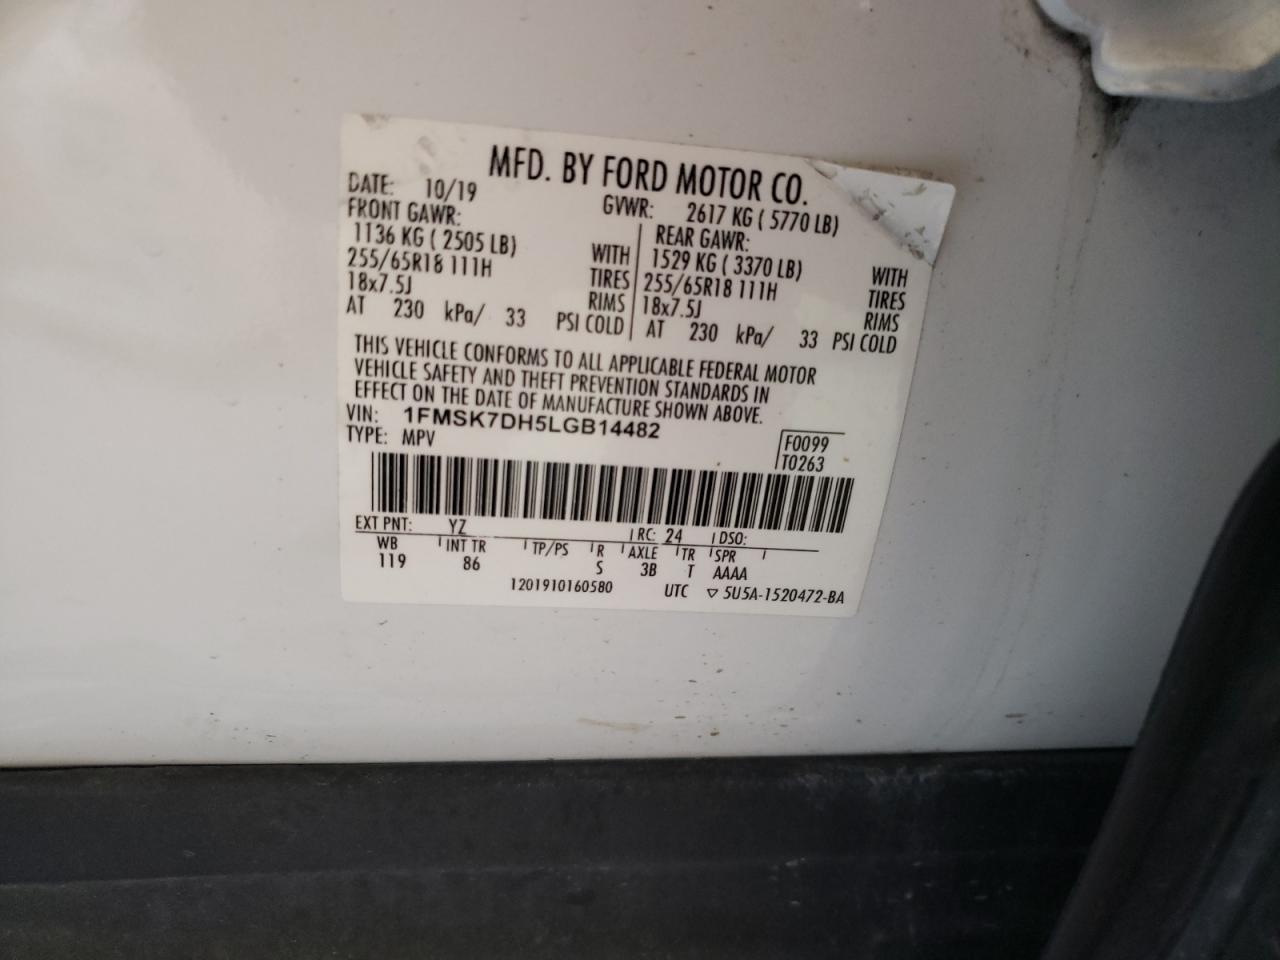 MFD. BY FORD MOTOR CO.
DATE: 10/19 GVWR: 2617 KG ( 5770 LB)
FRONT GAWR: REAR GAWR:
1136 KG ( 2505 LB) WITH 1529 KG ( 3370 LB) WITH
255/65R18 111H TIRES 255/65R18 111H TIRES
18x7.5J RIMS 18x7.5J RIMS
AT 230 kPa/ 33 PSI COLD AT 230 kPa/ 33 PSI COLD
THIS VEHICLE CONFORMS TO ALL APPLICABLE FEDERAL MOTOR
VEHICLE SAFETY AND THEFT PREVENTION STANDARDS IN
EFFECT ON THE DATE OF MANUFACTURE SHOWN ABOVE.
VIN: 1FMSK7DH5LGB14482
TYPE: MPV F0099
T0263
EXT PNT: YZ RC: 24 DSO:
WB INT TR TP/PS R AXLE TR SPR
119 86 S 3B T AAAA
1201910160580 UTC ▽ 5U5A-1520472-BA